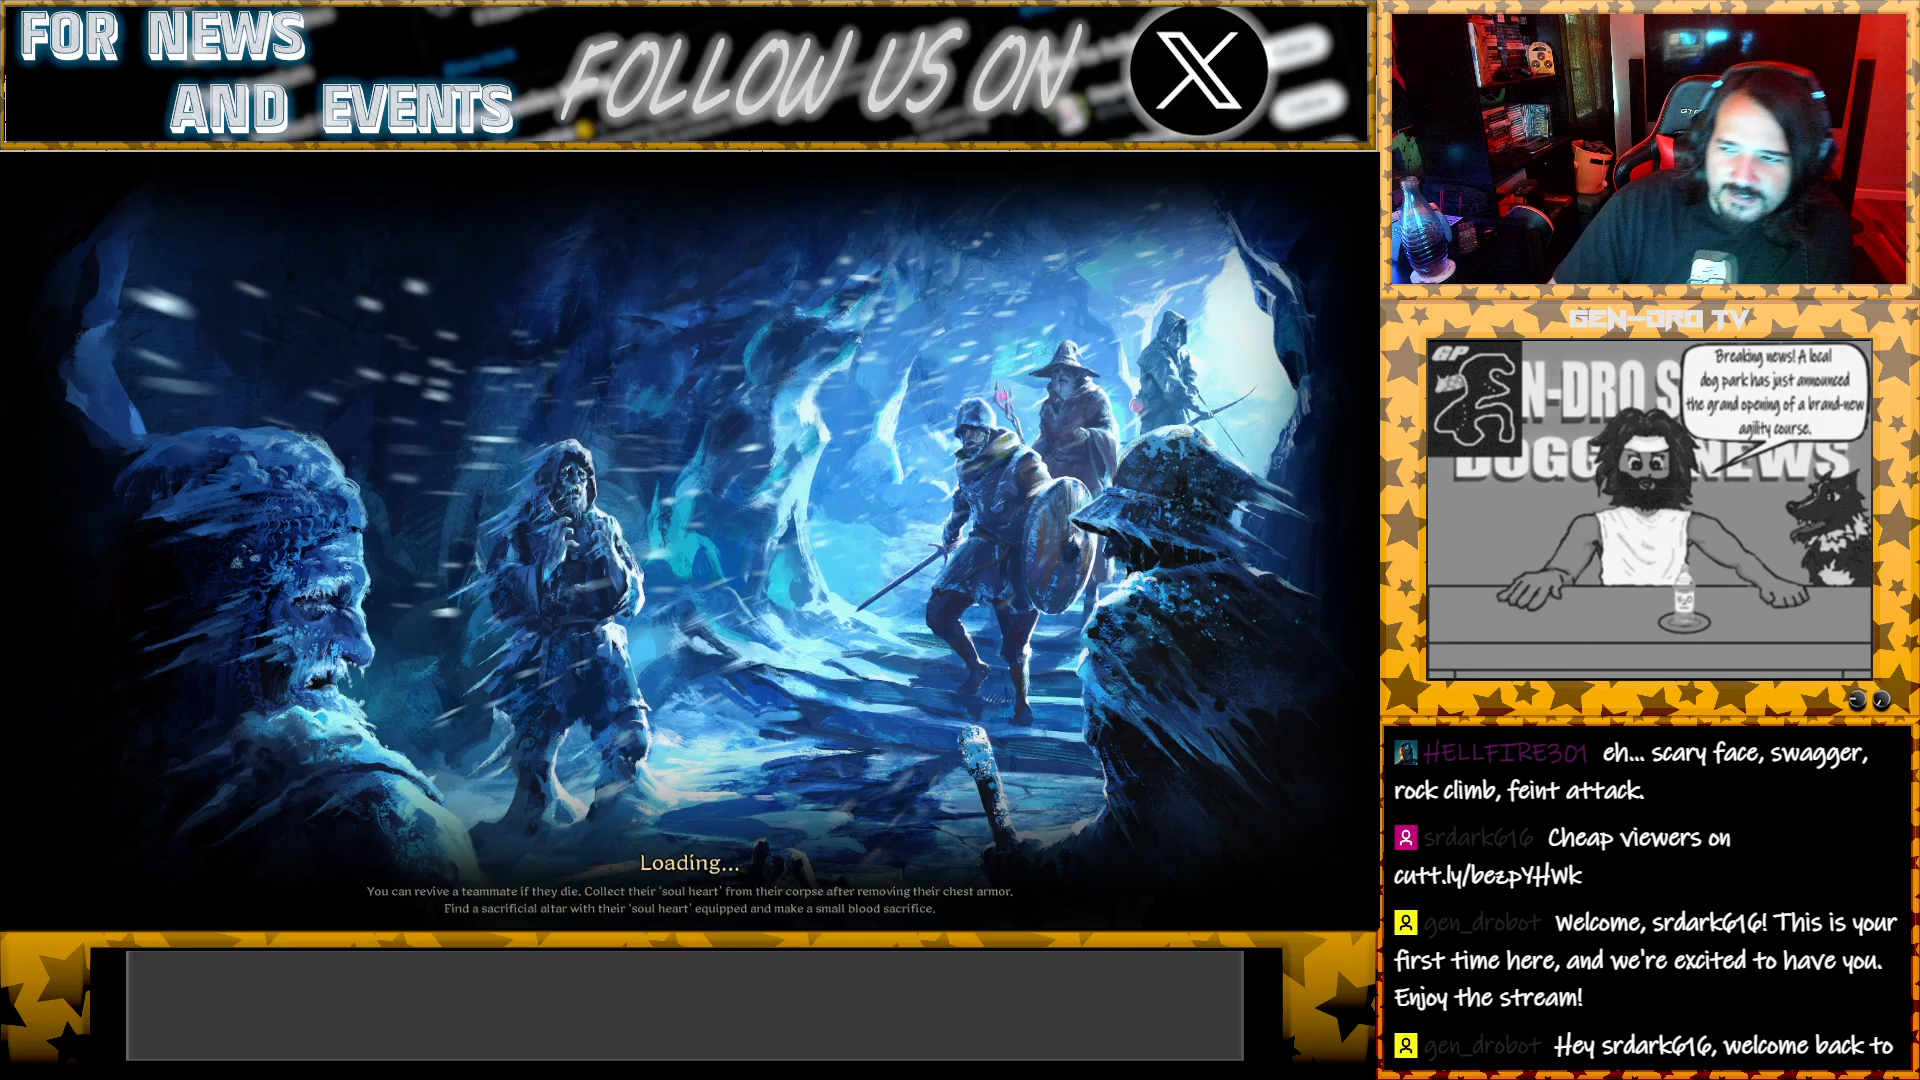 FOR NEWS
AND EVENTS
FOLLOW US ON
X
GEN-DRO TV
GP
Breaking news! A local
dog park has just announced
the grand opening of a brand-new
agility course.
N-DRO S
DOGG NEWS
Loading...
You can revive a teammate if they die. Collect their 'soul heart' from their corpse after removing their chest armor.
Find a sacrificial altar with their 'soul heart' equipped and make a small blood sacrifice.
HELLFIRE301 eh... scary face, swagger,
rock climb, feint attack.
srdark616 Cheap viewers on
cutt.ly/bezpYHWk
gen_drobot Welcome, srdark616! This is your
first time here, and we're excited to have you.
Enjoy the stream!
gen_drobot Hey srdark616, welcome back to